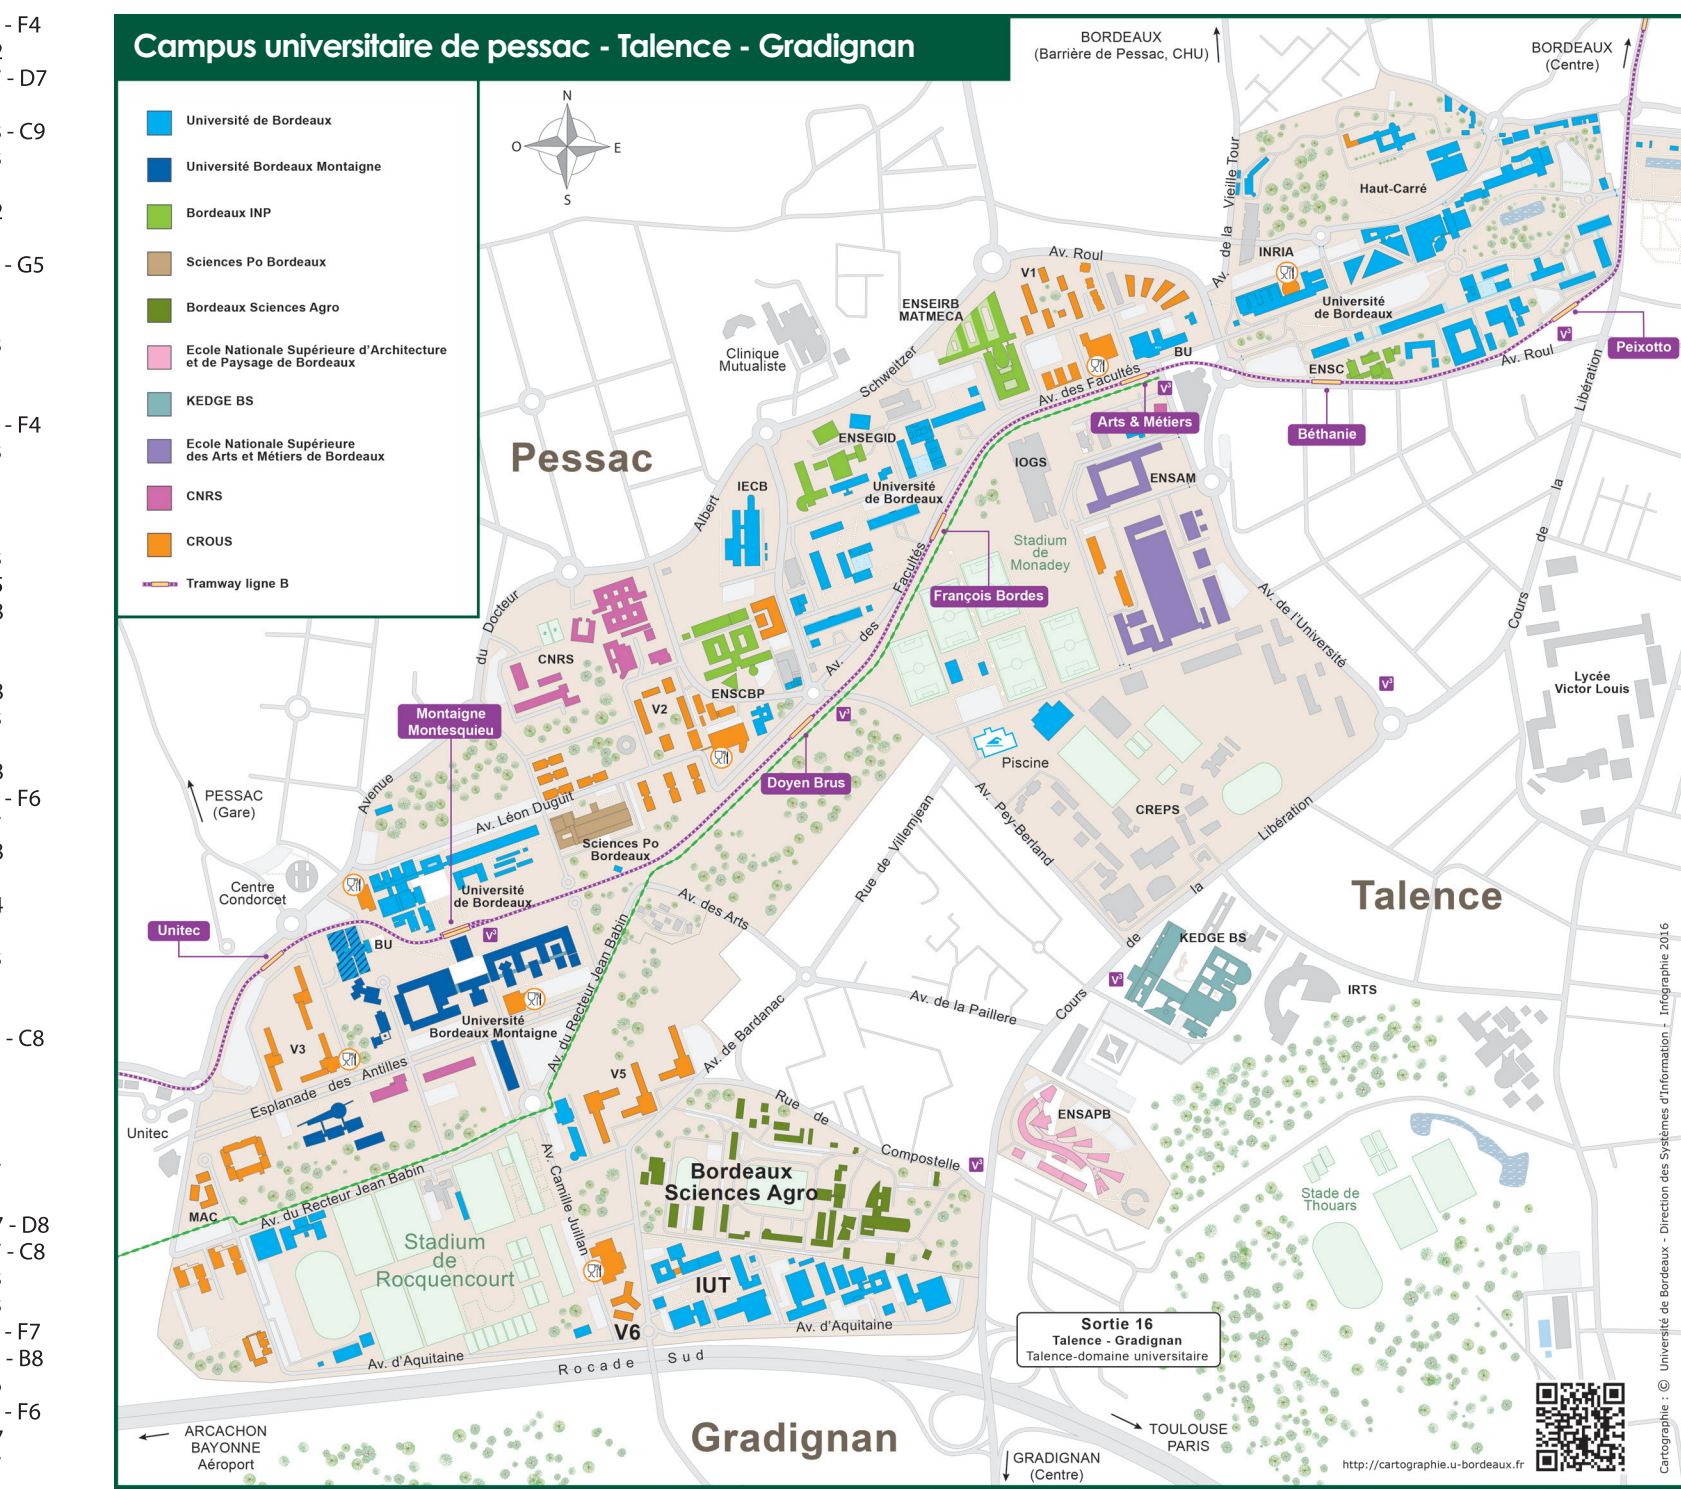 - F4
- D7
- C9
- G5
- F4
- F6
- C8
- D8
- C8
- F7
- B8
- F6
Campus universitaire de pessac - Talence - Gradignan
Université de Bordeaux
Université Bordeaux Montaigne
Bordeaux INP
Sciences Po Bordeaux
Bordeaux Sciences Agro
Ecole Nationale Supérieure d'Architecture
et de Paysage de Bordeaux
KEDGE BS
Ecole Nationale Supérieure
des Arts et Métiers de Bordeaux
CNRS
CROUS
Tramway ligne B
N
O
E
S
BORDEAUX
(Barrière de Pessac, CHU)
BORDEAUX
(Centre)
Av. de la Vieille Tour
Haut-Carré
INRIA
Université
de Bordeaux
Av. Roul
V1
ENSEIRB
MATMECA
Clinique
Mutualiste
BU
ENSC
Av. Roul
V3
Peixotto
Av. des Facultés
V3
Arts & Métiers
Béthanie
Avenue du Docteur Albert Schweitzer
Pessac
ENSEGID
IOGS
ENSAM
IECB
Université
de Bordeaux
Stadium
de
Monadey
François Bordes
Av. des Facultés
Av. de l'Université
Cours de la Libération
Lycée
Victor Louis
V3
CNRS
ENSCBP
V2
Montaigne
Montesquieu
V3
Doyen Brus
Piscine
PESSAC
(Gare)
Av. Léon Duguit
Sciences Po
Bordeaux
Av. Pey-Berland
CREPS
Rue de Villemjean
Cours de la Libération
Centre
Condorcet
Université
de Bordeaux
Talence
Av. des Arts
Unitec
BU
V3
KEDGE BS
V3
IRTS
Av. du Recteur Jean Babin
Université
Bordeaux Montaigne
Av. de la Paillere
Av. de Bardanac
V3
Esplanade des Antilles
V5
Rue de Compostelle
ENSAPB
Unitec
V3
Bordeaux
Sciences Agro
Av. Camille Juillan
Av. du Recteur Jean Babin
MAC
Stade de
Thouars
Stadium
de
Rocquencourt
IUT
V6
Av. d'Aquitaine
Av. d'Aquitaine
Rocade Sud
Sortie 16
Talence - Gradignan
Talence-domaine universitaire
ARCACHON
BAYONNE
Aéroport
Gradignan
GRADIGNAN
(Centre)
TOULOUSE
PARIS
http://cartographie.u-bordeaux.fr
Cartographie : © Université de Bordeaux - Direction des Systèmes d'Information - Infographie 2016